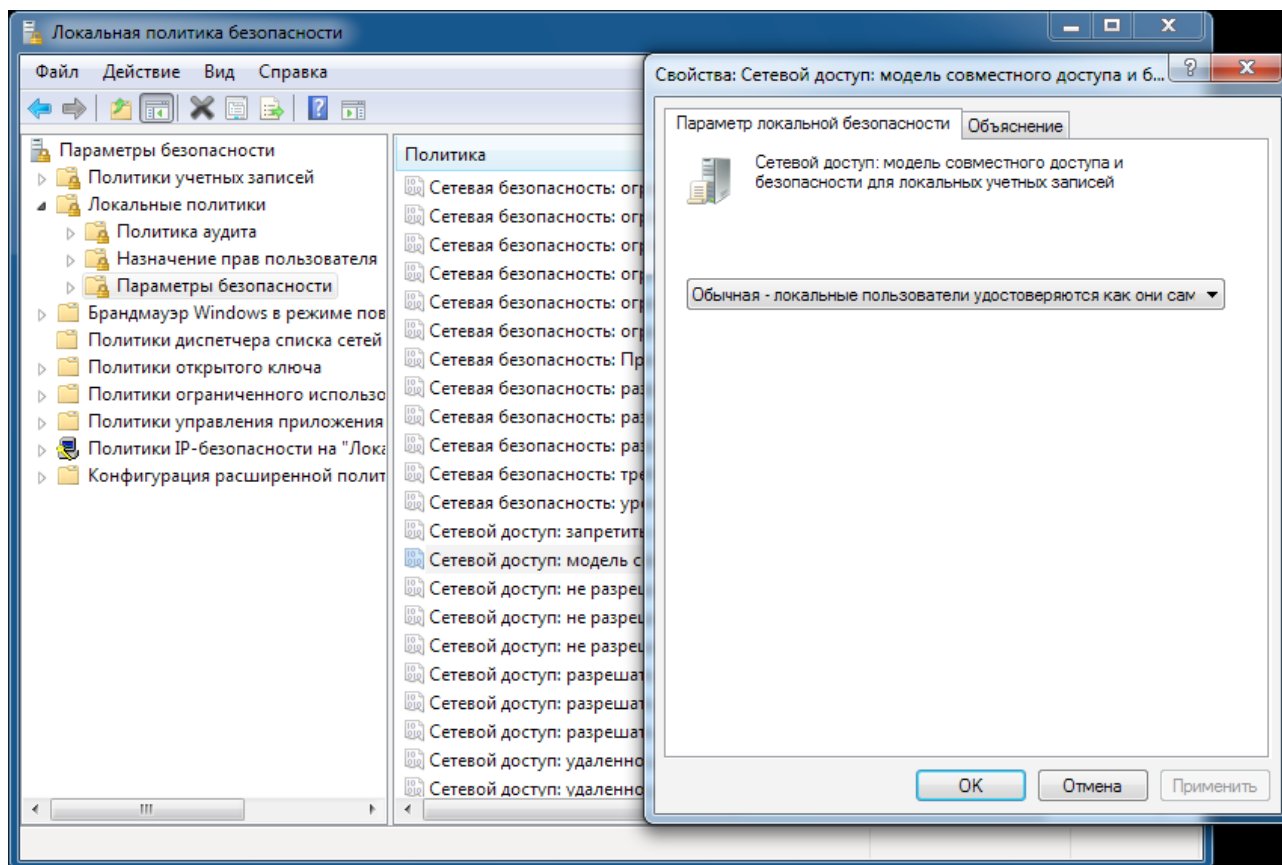 Локальная политика безопасности
Файл Действие Вид Справка
Параметры безопасности
Политики учетных записей
Локальные политики
Политика аудита
Назначение прав пользователя
Параметры безопасности
Брандмауэр Windows в режиме пов
Политики диспетчера списка сетей
Политики открытого ключа
Политики ограниченного использо
Политики управления приложения
Политики IP-безопасности на "Лока
Конфигурация расширенной полит
Политика
Сетевая безопасность: огр
Сетевая безопасность: огр
Сетевая безопасность: огр
Сетевая безопасность: огр
Сетевая безопасность: огр
Сетевая безопасность: огр
Сетевая безопасность: Пр
Сетевая безопасность: раз
Сетевая безопасность: раз
Сетевая безопасность: раз
Сетевая безопасность: тре
Сетевая безопасность: уро
Сетевой доступ: запретить
Сетевой доступ: модель с
Сетевой доступ: не разреш
Сетевой доступ: не разреш
Сетевой доступ: не разреш
Сетевой доступ: разрешат
Сетевой доступ: разрешат
Сетевой доступ: разрешат
Сетевой доступ: удаленно
Сетевой доступ: удаленно
Свойства: Сетевой доступ: модель совместного доступа и б...
Параметр локальной безопасности Объяснение
Сетевой доступ: модель совместного доступа и
безопасности для локальных учетных записей
Обычная - локальные пользователи удостоверяются как они сам
OK Отмена Применить